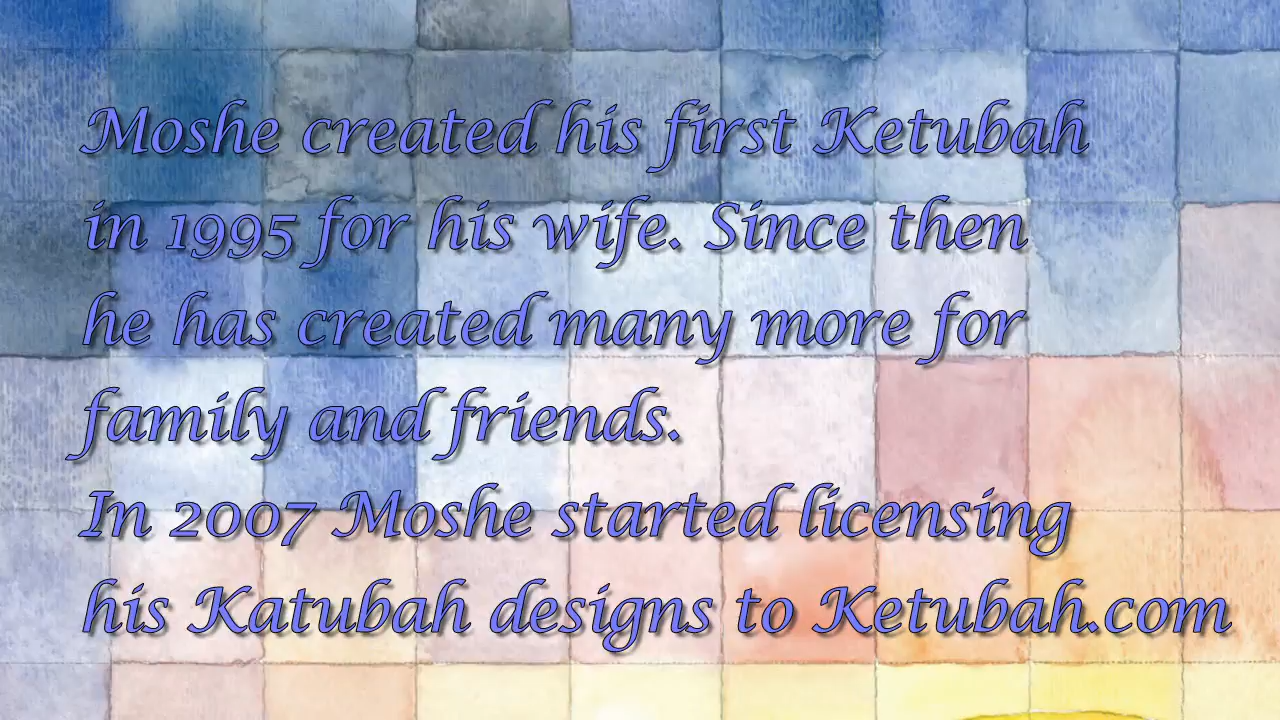 Moshe created his first Ketubah
in 1995 for his wife. Since then
he has created many more for
family and friends.
In 2007 Moshe started licensing
his Katubah designs to Ketubah.com